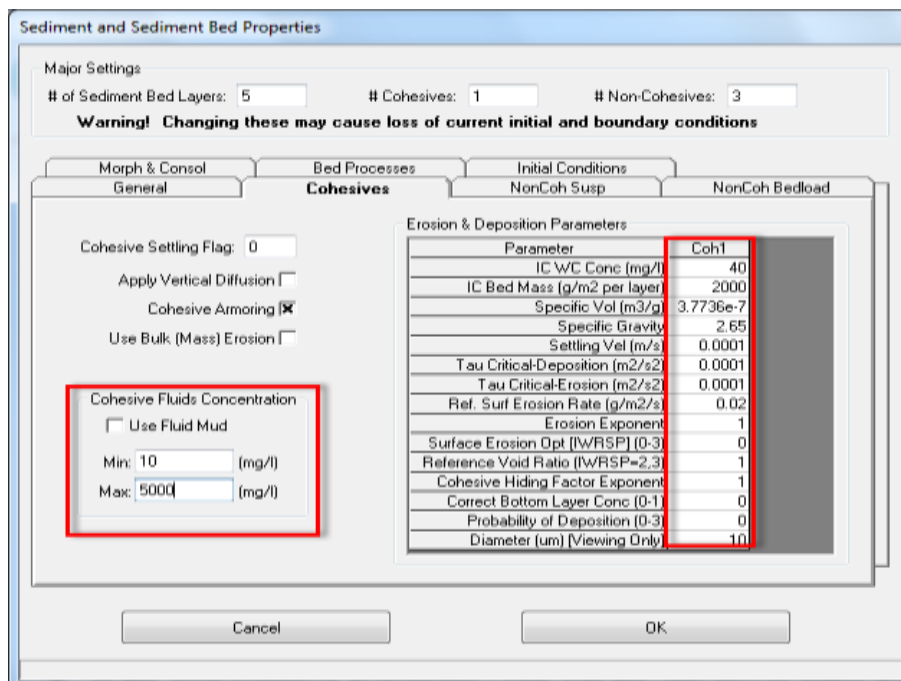 Sediment and Sediment Bed Properties
Major Settings
# of Sediment Bed Layers: 5 # Cohesives: 1 # Non-Cohesives: 3
Warning! Changing these may cause loss of current initial and boundary conditions
Morph & Consol Bed Processes Initial Conditions
General Cohesives NonCoh Susp NonCoh Bedload
Cohesive Settling Flag: 0
Apply Vertical Diffusion
Cohesive Armoring
Use Bulk (Mass) Erosion
Cohesive Fluids Concentration
Use Fluid Mud
Min: 10 (mg/l)
Max: 5000 (mg/l)
Erosion & Deposition Parameters
Parameter Coh1
IC WC Conc (mg/l) 40
IC Bed Mass (g/m2 per layer) 2000
Specific Vol (m3/g) 3.7736e-7
Specific Gravity 2.65
Settling Vel (m/s) 0.0001
Tau Critical-Deposition (m2/s2) 0.0001
Tau Critical-Erosion (m2/s2) 0.0001
Ref. Surf Erosion Rate (g/m2/s) 0.02
Erosion Exponent 1
Surface Erosion Opt [IWRSP] (0-3) 0
Reference Void Ratio (IWRSP=2,3) 1
Cohesive Hiding Factor Exponent 1
Correct Bottom Layer Conc (0-1) 0
Probability of Deposition (0-3) 0
Diameter (um) [Viewing Only] 10
Cancel OK